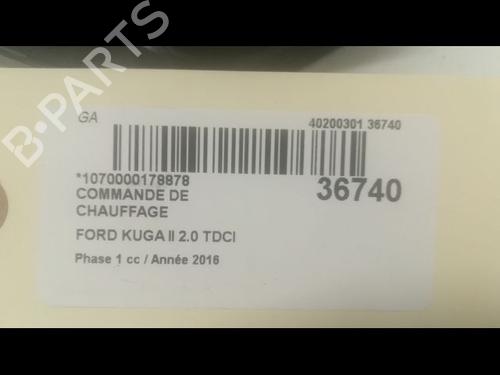 B-PARTS
GA
40200301 36740
*1070000178878
36740
COMMANDE DE
CHAUFFAGE
FORD KUGA II 2.0 TDCI
Phase 1 cc / Année 2016